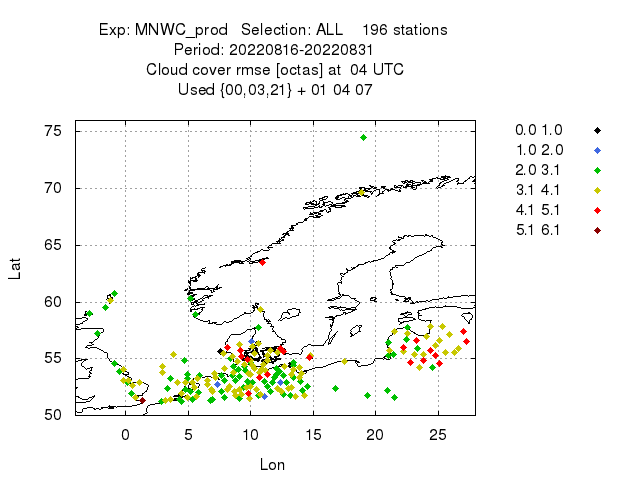 Exp: MNWC_prod   Selection: ALL    196 stations
Period: 20220816-20220831
Cloud cover rmse [octas] at  04 UTC
Used {00,03,21} + 01 04 07
0.0 1.0
1.0 2.0
2.0 3.1
3.1 4.1
4.1 5.1
5.1 6.1
75
70
65
60
55
50
Lat
0 5 10 15 20 25
Lon